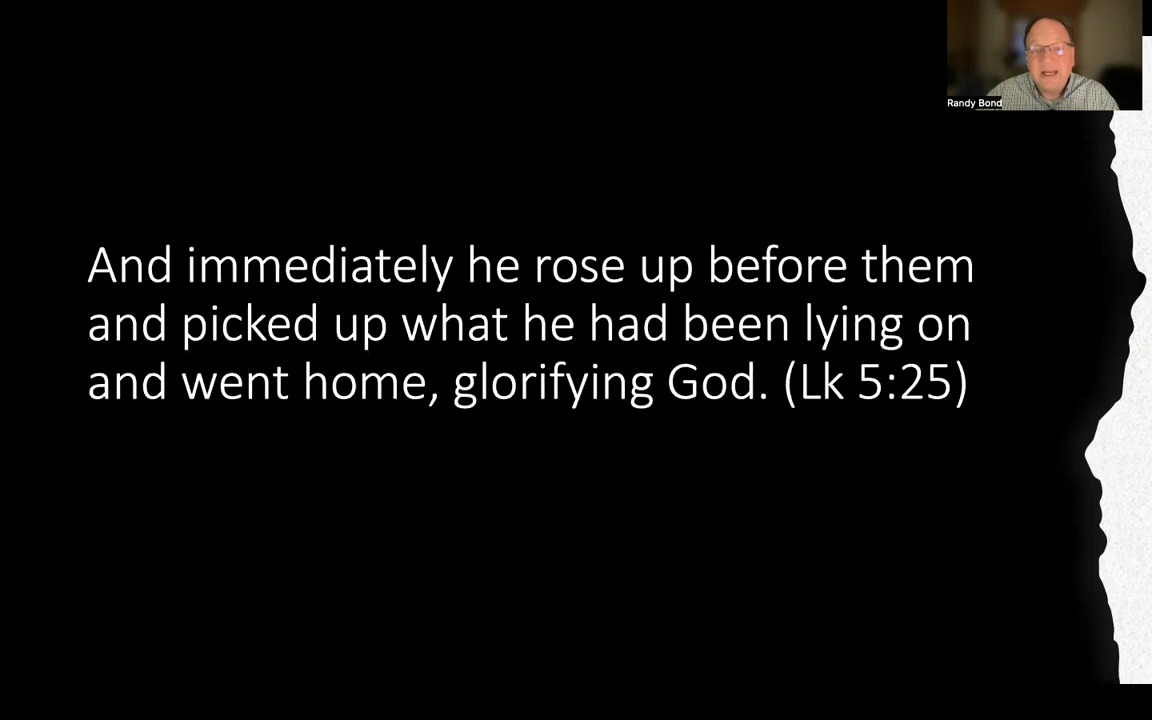 Randy Bond
And immediately he rose up before them
and picked up what he had been lying on
and went home, glorifying God. (Lk 5:25)